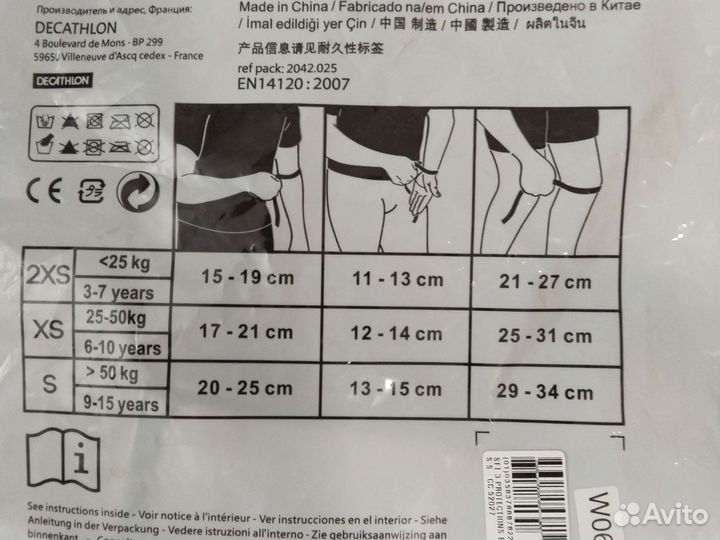 Производитель и адрес, Франция:
DECATHLON
4 Boulevard de Mons - BP 299
59650 Villeneuve d'Ascq cedex - France
DECATHLON
Made in China / Fabricado na/em China / Произведено в Китае
/ İmal edildiği yer Çin / 中国 制造 / 中國 製造 / ผลิตในจีน
产品信息请见耐久性标签
ref pack: 2042.025
EN14120 : 2007
CE
2XS <25 kg 15 - 19 cm 11 - 13 cm 21 - 27 cm
3-7 years
XS 25-50kg 17 - 21 cm 12 - 14 cm 25 - 31 cm
6-10 years
S > 50 kg 20 - 25 cm 13 - 15 cm 29 - 34 cm
9-15 years
i
See instructions inside - Voir notice à l'intérieur - Ver instrucciones en el interior - Siehe
Anleitung in der Verpackung - Vedere istruzioni all'interno - Zie gebruiksaanwijzing aan
binnenkant
SET 3 PROTECTIONS
S S CC 52027
W06
Avito